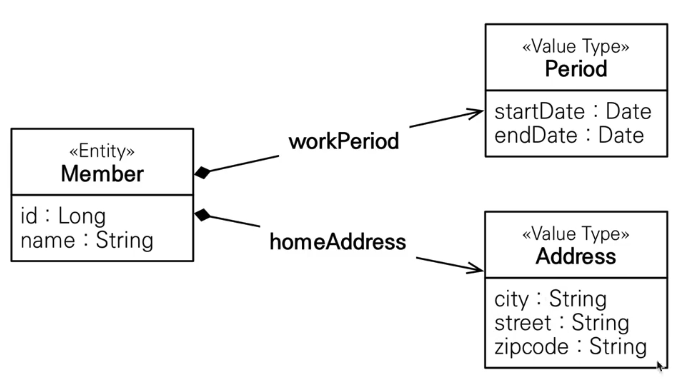 «Entity»
Member
id : Long
name : String
workPeriod
homeAddress
«Value Type»
Period
startDate : Date
endDate : Date
«Value Type»
Address
city : String
street : String
zipcode : String